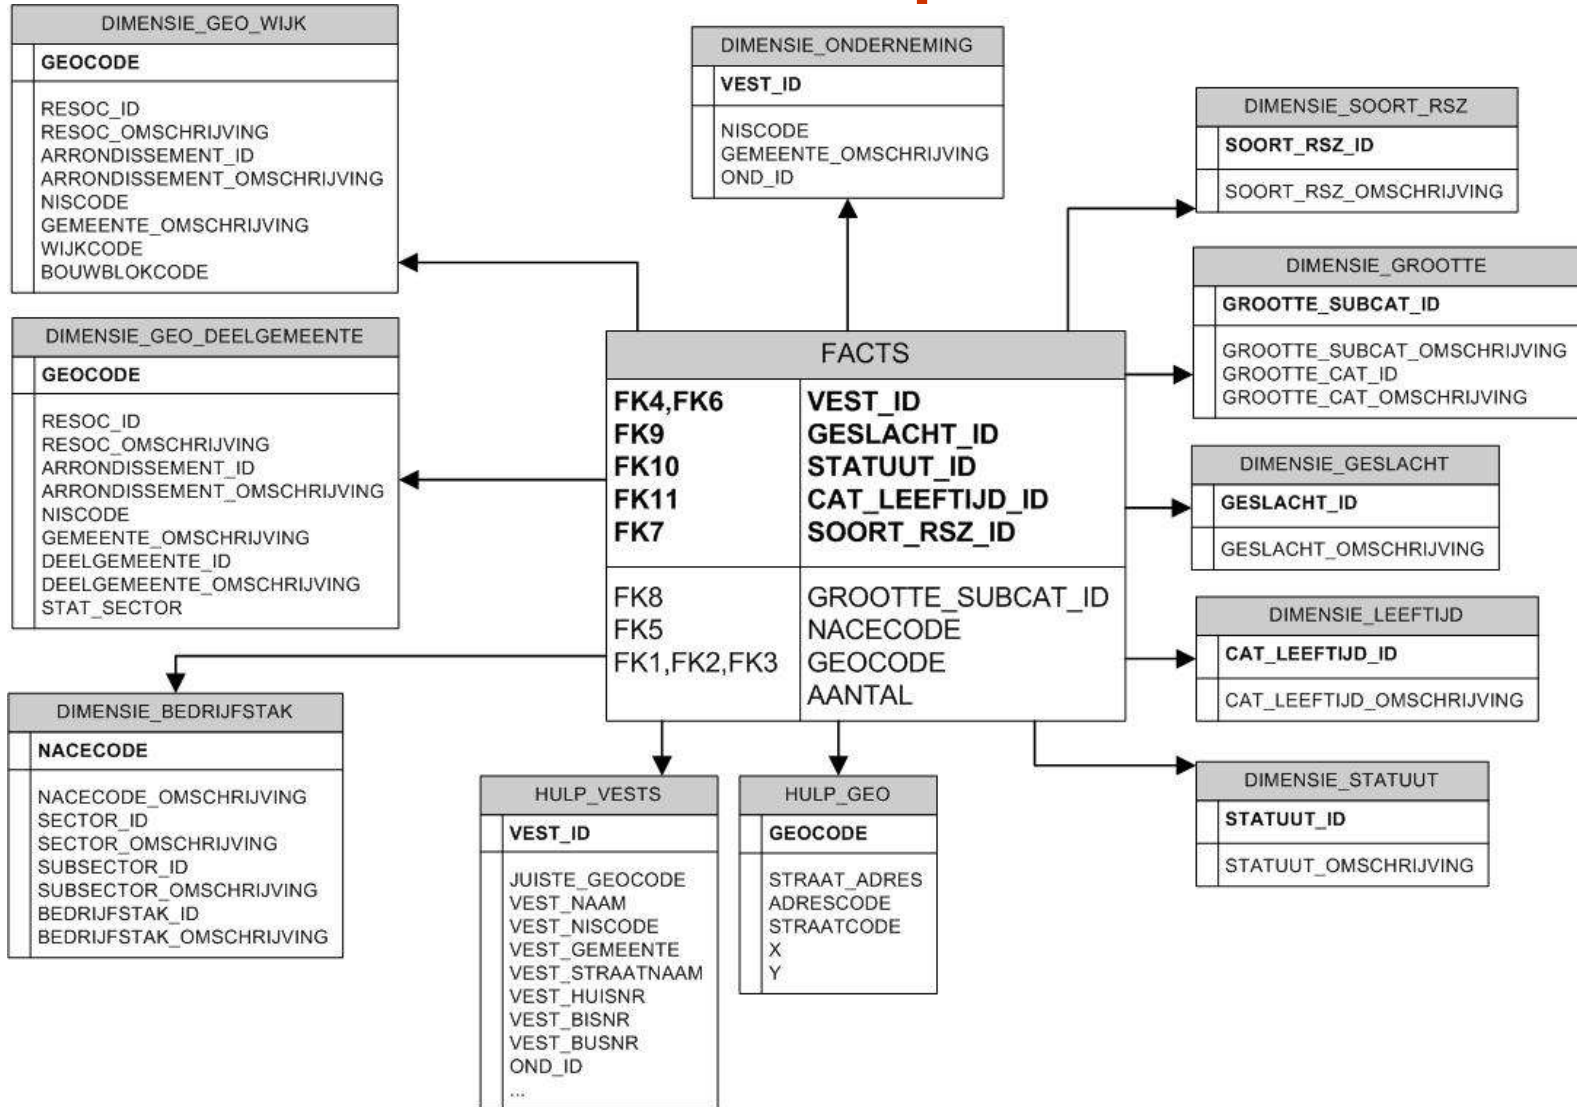 DIMENSIE_GEO_WIJK
GEOCODE
RESOC_ID
RESOC_OMSCHRIJVING
ARRONDISSEMENT_ID
ARRONDISSEMENT_OMSCHRIJVING
NISCODE
GEMEENTE_OMSCHRIJVING
WIJKCODE
BOUWBLOKCODE
DIMENSIE_ONDERNEMING
VEST_ID
NISCODE
GEMEENTE_OMSCHRIJVING
OND_ID
DIMENSIE_SOORT_RSZ
SOORT_RSZ_ID
SOORT_RSZ_OMSCHRIJVING
DIMENSIE_GROOTTE
GROOTTE_SUBCAT_ID
GROOTTE_SUBCAT_OMSCHRIJVING
GROOTTE_CAT_ID
GROOTTE_CAT_OMSCHRIJVING
DIMENSIE_GEO_DEELGEMEENTE
GEOCODE
RESOC_ID
RESOC_OMSCHRIJVING
ARRONDISSEMENT_ID
ARRONDISSEMENT_OMSCHRIJVING
NISCODE
GEMEENTE_OMSCHRIJVING
DEELGEMEENTE_ID
DEELGEMEENTE_OMSCHRIJVING
STAT_SECTOR
FACTS
FK4,FK6 VEST_ID
FK9 GESLACHT_ID
FK10 STATUUT_ID
FK11 CAT_LEEFTIJD_ID
FK7 SOORT_RSZ_ID
FK8 GROOTTE_SUBCAT_ID
FK5 NACECODE
FK1,FK2,FK3 GEOCODE
AANTAL
DIMENSIE_GESLACHT
GESLACHT_ID
GESLACHT_OMSCHRIJVING
DIMENSIE_LEEFTIJD
CAT_LEEFTIJD_ID
CAT_LEEFTIJD_OMSCHRIJVING
DIMENSIE_BEDRIJFSTAK
NACECODE
NACECODE_OMSCHRIJVING
SECTOR_ID
SECTOR_OMSCHRIJVING
SUBSECTOR_ID
SUBSECTOR_OMSCHRIJVING
BEDRIJFSTAK_ID
BEDRIJFSTAK_OMSCHRIJVING
HULP_VESTS
VEST_ID
JUISTE_GEOCODE
VEST_NAAM
VEST_NISCODE
VEST_GEMEENTE
VEST_STRAATNAAM
VEST_HUISNR
VEST_BISNR
VEST_BUSNR
OND_ID
...
HULP_GEO
GEOCODE
STRAAT_ADRES
ADRESCODE
STRAATCODE
X
Y
DIMENSIE_STATUUT
STATUUT_ID
STATUUT_OMSCHRIJVING